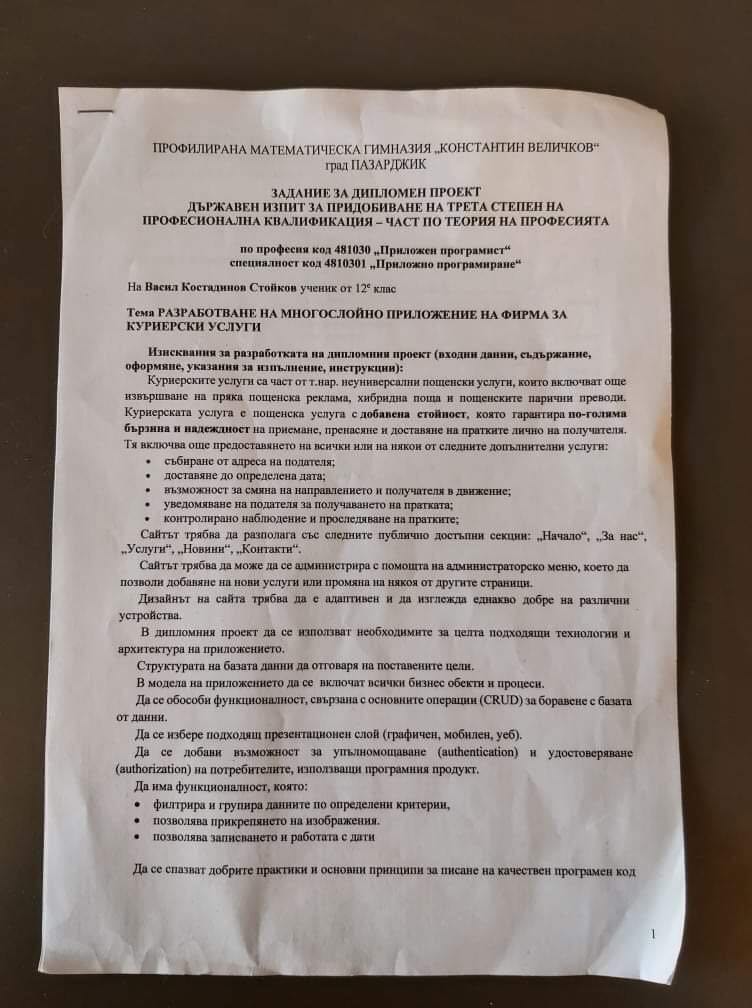 ПРОФИЛИРАНА МАТЕМАТИЧЕСКА ГИМНАЗИЯ „КОНСТАНТИН ВЕЛИЧКОВ“
град ПАЗАРДЖИК
ЗАДАНИЕ ЗА ДИПЛОМЕН ПРОЕКТ
ДЪРЖАВЕН ИЗПИТ ЗА ПРИДОБИВАНЕ НА ТРЕТА СТЕПЕН НА
ПРОФЕСИОНАЛНА КВАЛИФИКАЦИЯ – ЧАСТ ПО ТЕОРИЯ НА ПРОФЕСИЯТА
по професия код 481030 „Приложен програмист“
специалност код 4810301 „Приложно програмиране“
На Васил Костадинов Стойков ученик от 12е клас
Тема РАЗРАБОТВАНЕ НА МНОГОСЛОЙНО ПРИЛОЖЕНИЕ НА ФИРМА ЗА
КУРИЕРСКИ УСЛУГИ
Изисквания за разработката на дипломния проект (входни данни, съдържание,
оформяне, указания за изпълнение, инструкции):
Куриерските услуги са част от т.нар. неуниверсални пощенски услуги, които включват още
извършване на пряка пощенска реклама, хибридна поща и пощенските парични преводи.
Куриерската услуга е пощенска услуга с добавена стойност, която гарантира по-голяма
бързина и надеждност на приемане, пренасяне и доставяне на пратките лично на получателя.
Тя включва още предоставянето на всички или на някои от следните допълнителни услуги:
• събиране от адреса на подателя;
• доставяне до определена дата;
• възможност за смяна на направлението и получателя в движение;
• уведомяване на подателя за получаването на пратката;
• контролирано наблюдение и проследяване на пратките;
Сайтът трябва да разполага със следните публично достъпни секции: „Начало“, „За нас“,
„Услуги“, „Новини“, „Контакти“.
Сайтът трябва да може да се администрира с помощта на администраторско меню, което да
позволи добавяне на нови услуги или промяна на някоя от другите страници.
Дизайнът на сайта трябва да е адаптивен и да изглежда еднакво добре на различни
устройства.
В дипломния проект да се използват необходимите за целта подходящи технологии и
архитектура на приложението.
Структурата на базата данни да отговаря на поставените цели.
В модела на приложението да се включат всички бизнес обекти и процеси.
Да се обособи функционалност, свързана с основните операции (CRUD) за боравене с базата
от данни.
Да се избере подходящ презентационен слой (графичен, мобилен, уеб).
Да се добави възможност за упълномощаване (authentication) и удостоверяване
(authorization) на потребителите, използващи програмния продукт.
Да има функционалност, която:
• филтрира и групира данните по определени критерии,
• позволява прикрепянето на изображения.
• позволява записването и работата с дати
Да се спазват добрите практики и основни принципи за писане на качествен програмен код
1